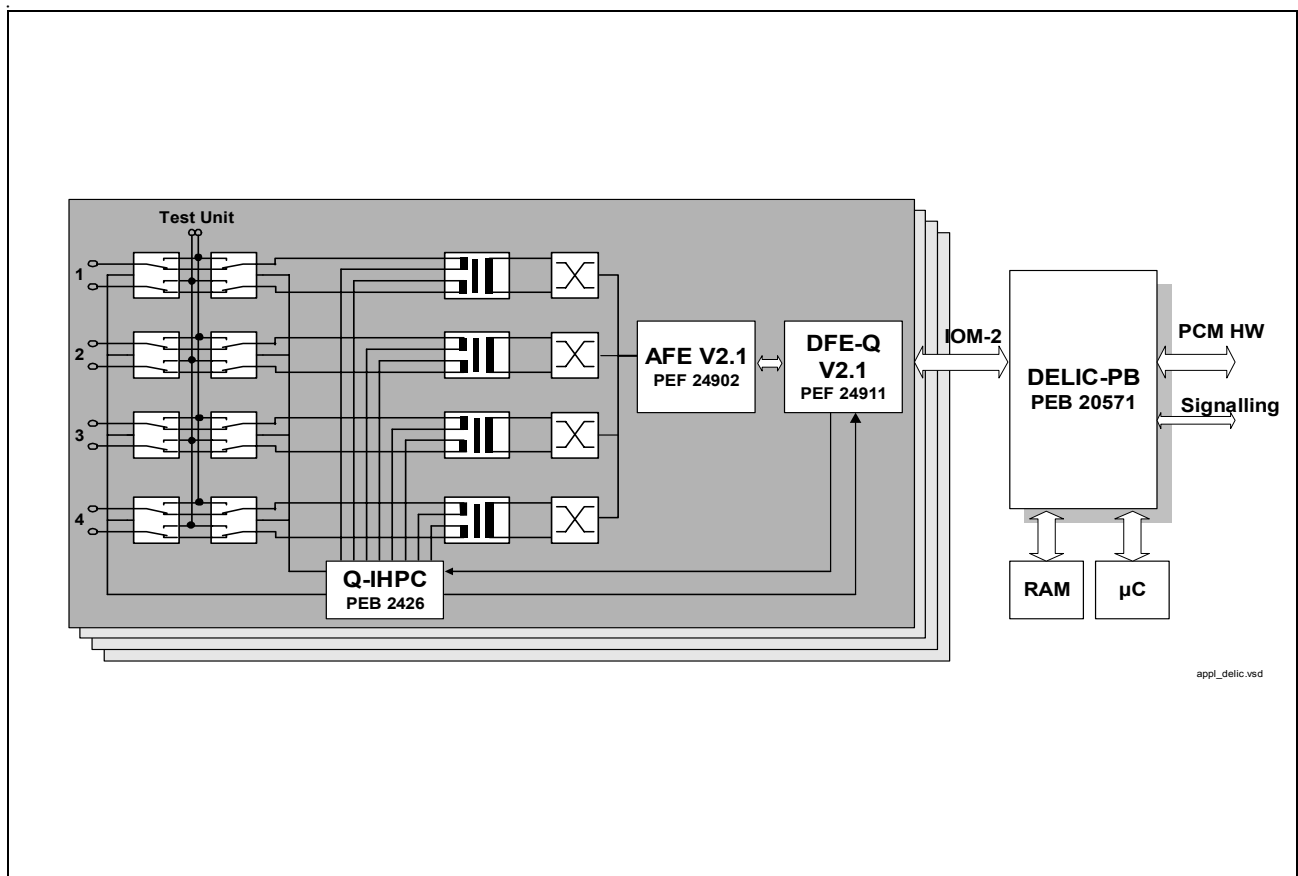 Test Unit
1
2
3
4
AFE V2.1
PEF 24902
DFE-Q
V2.1
PEF 24911
IOM-2
DELIC-PB
PEB 20571
PCM HW
Signalling
Q-IHPC
PEB 2426
RAM
µC
appl_delic.vsd